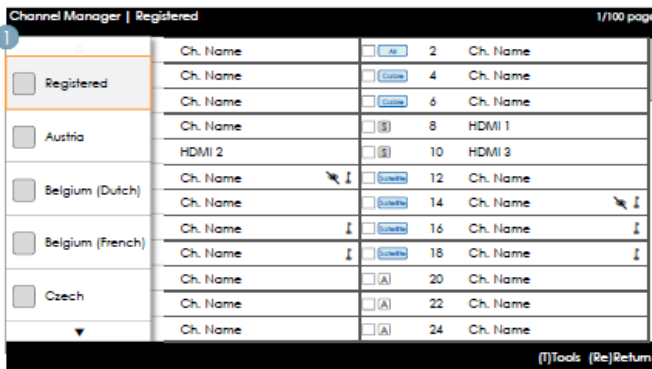 Channel Manager | Registered 1/100 page
1
Registered
Austria
Belgium (Dutch)
Belgium (French)
Czech
▼
Ch. Name Air 2 Ch. Name
Ch. Name Cable 4 Ch. Name
Ch. Name Cable 6 Ch. Name
Ch. Name S 8 HDMI 1
HDMI 2 S 10 HDMI 3
Ch. Name Satellite 12 Ch. Name
Ch. Name Satellite 14 Ch. Name
Ch. Name Satellite 16 Ch. Name
Ch. Name Satellite 18 Ch. Name
Ch. Name A 20 Ch. Name
Ch. Name A 22 Ch. Name
Ch. Name A 24 Ch. Name
(T)Tools (Re)Return